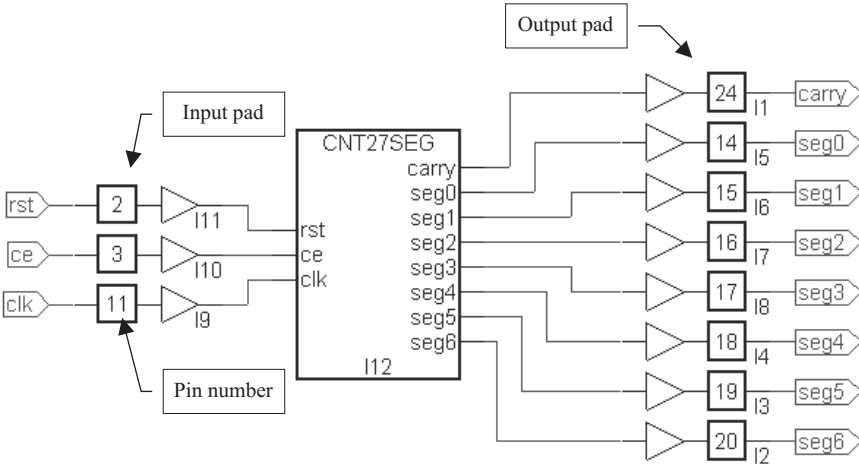 Output pad
Input pad
24 I1 carry
CNT27SEG
carry
14 I5 seg0
seg0
rst 2 I11
15 I6 seg1
seg1
rst
16 I7 seg2
seg2
ce 3 I10
ce
seg3
clk
17 I8 seg3
seg4
clk 11 I9
seg5
18 I4 seg4
seg6
I12
Pin number
19 I3 seg5
20 I2 seg6